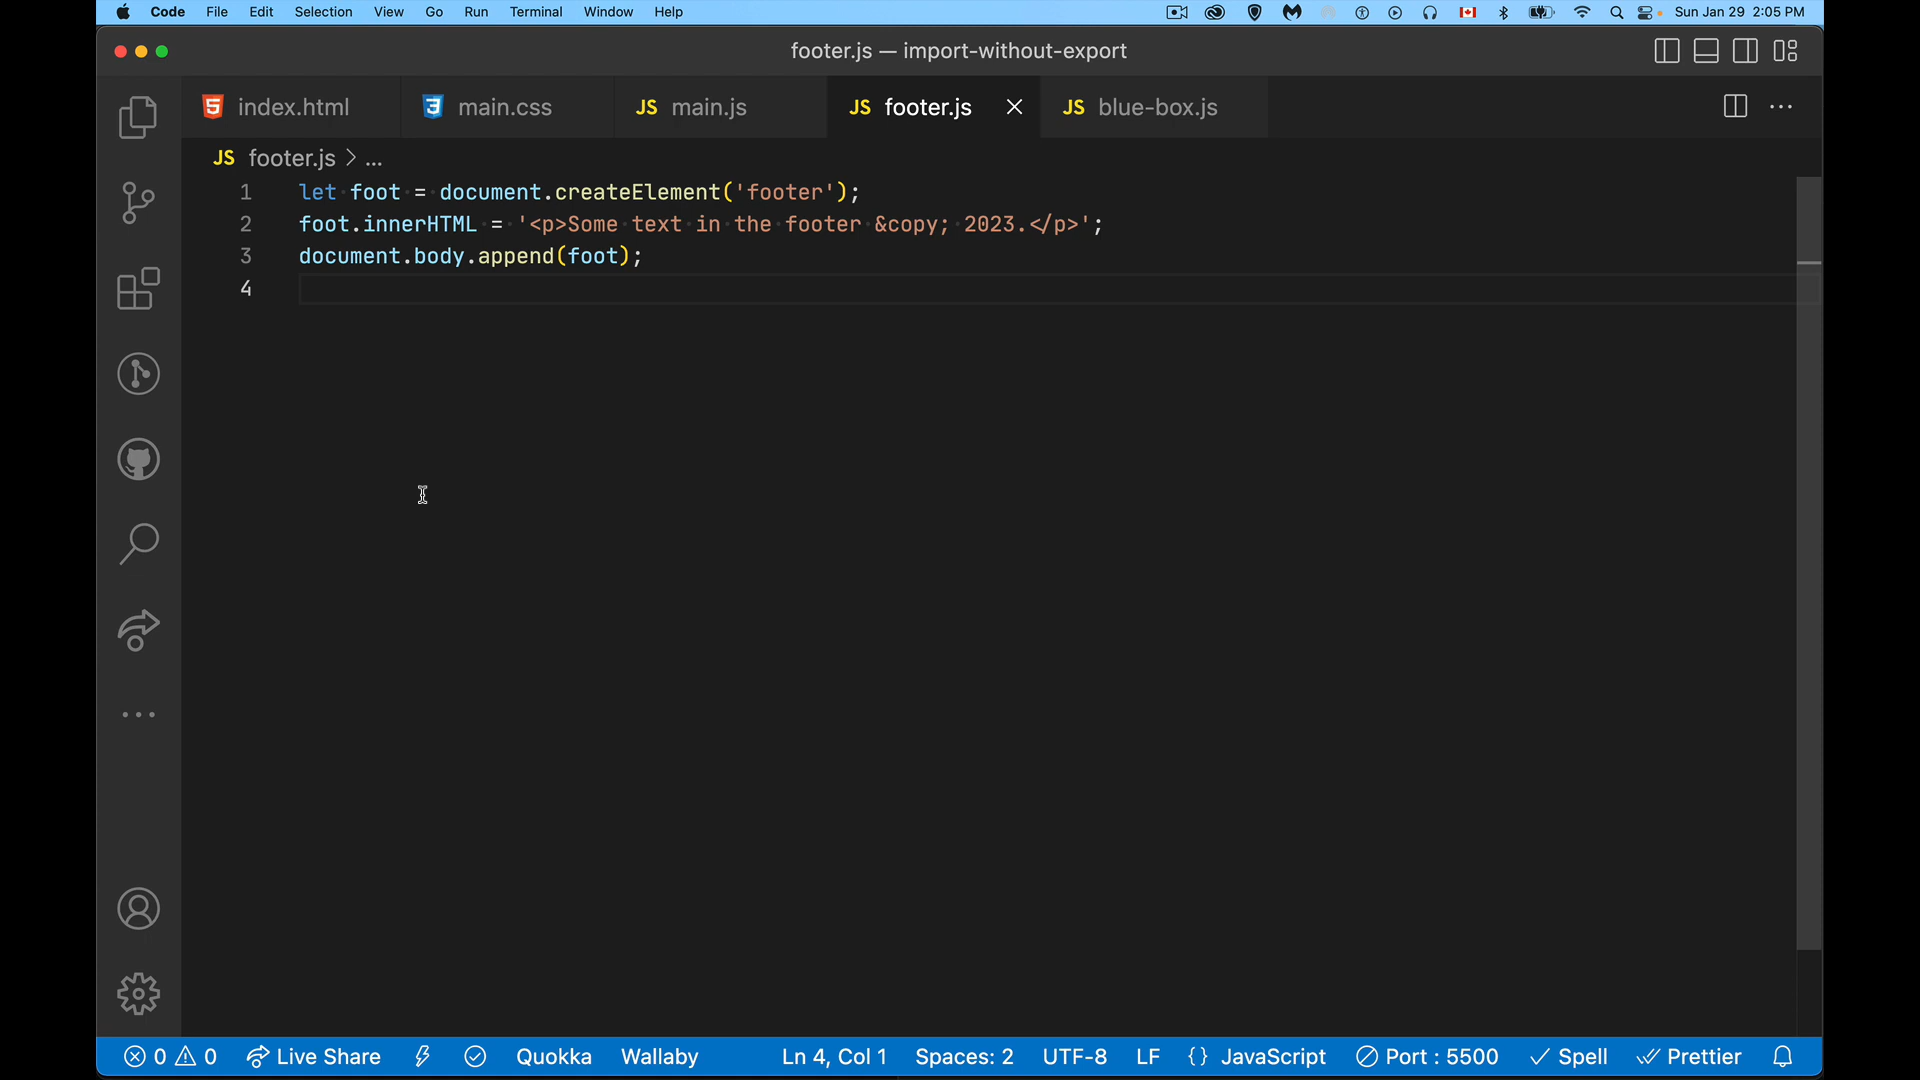 Code File Edit Selection View Go Run Terminal Window Help Sun Jan 29 2:05 PM
footer.js — import-without-export
index.html main.css JS main.js JS footer.js JS blue-box.js
JS footer.js > ...
1 let foot = document.createElement('footer');
2 foot.innerHTML = '<p>Some text in the footer &copy; 2023.</p>';
3 document.body.append(foot);
4
0 0 Live Share Quokka Wallaby Ln 4, Col 1 Spaces: 2 UTF-8 LF {} JavaScript Port : 5500 Spell Prettier